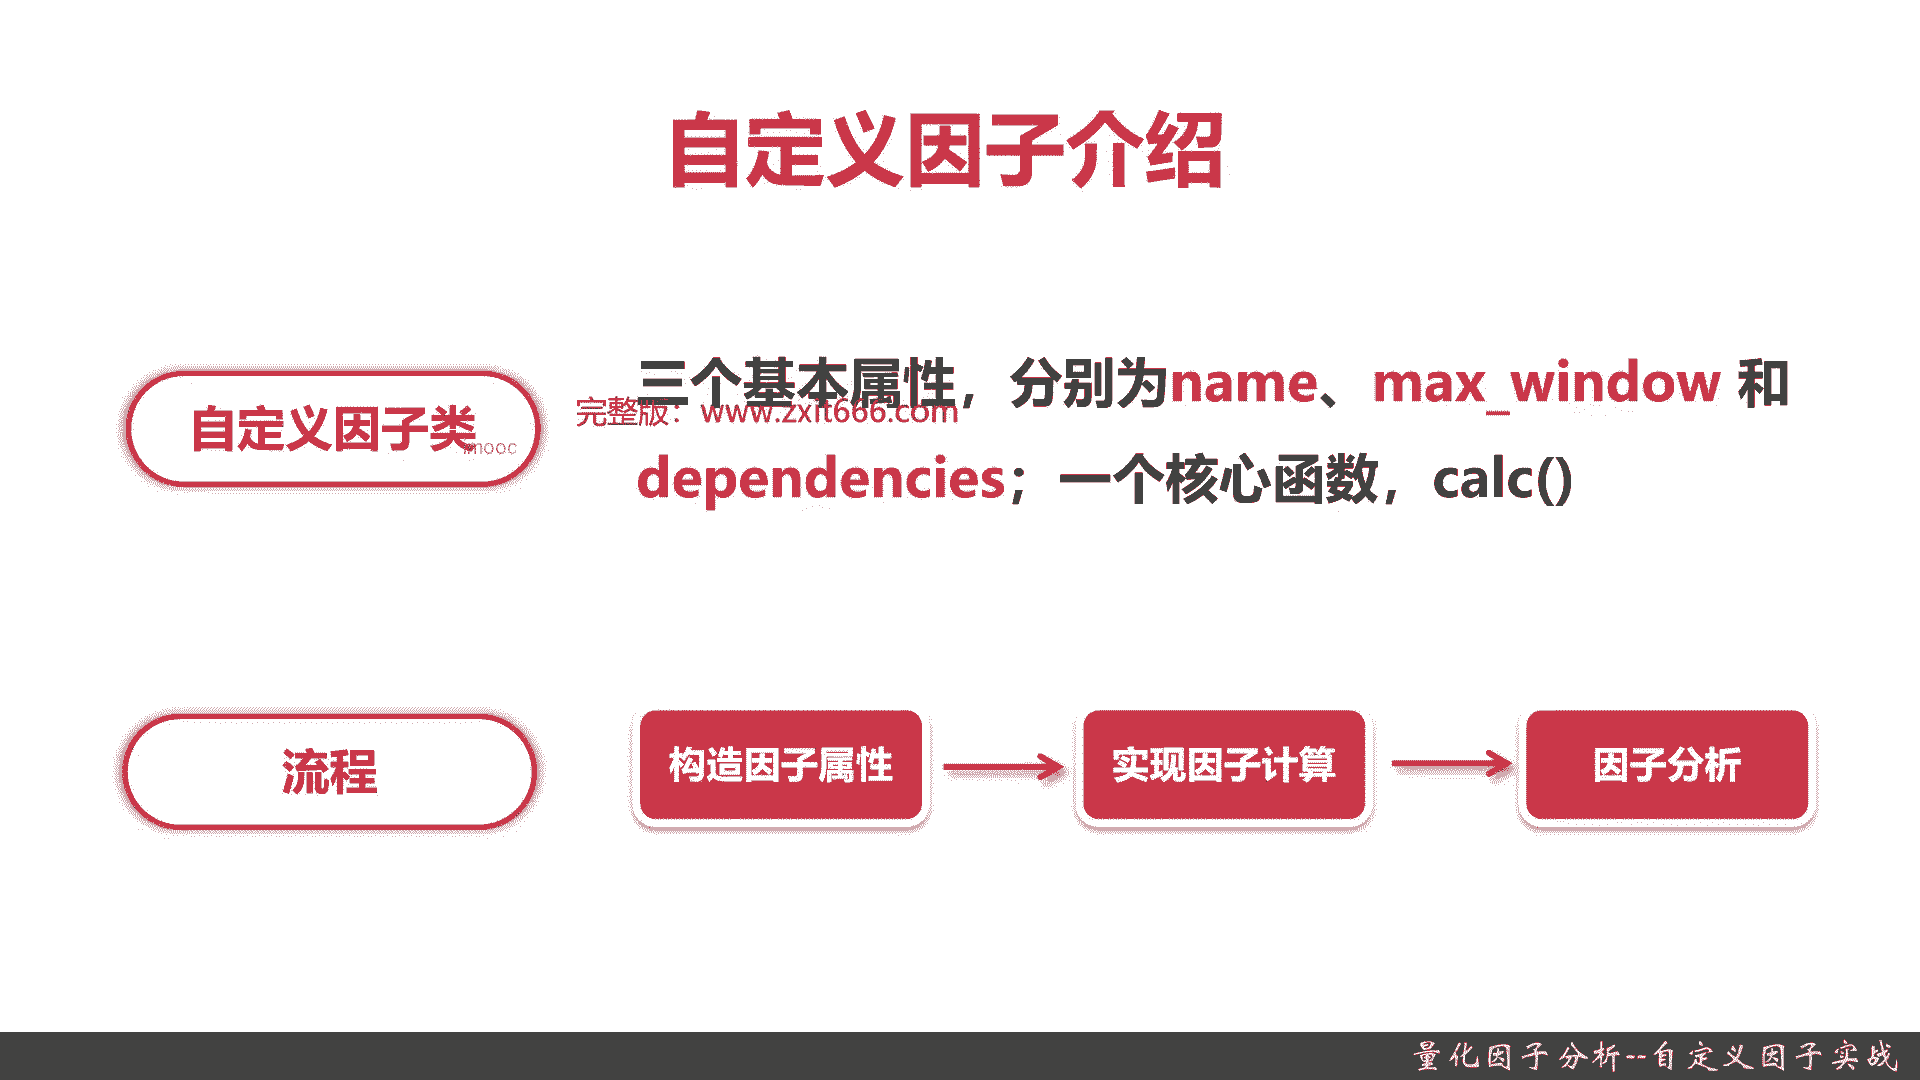 自定义因子介绍
三个基本属性，分别为name、max_window 和
完整版：www.zxit666.com
自定义因子类
imooc
dependencies；一个核心函数，calc()
流程
构造因子属性
实现因子计算
因子分析
量化因子分析--自定义因子实战